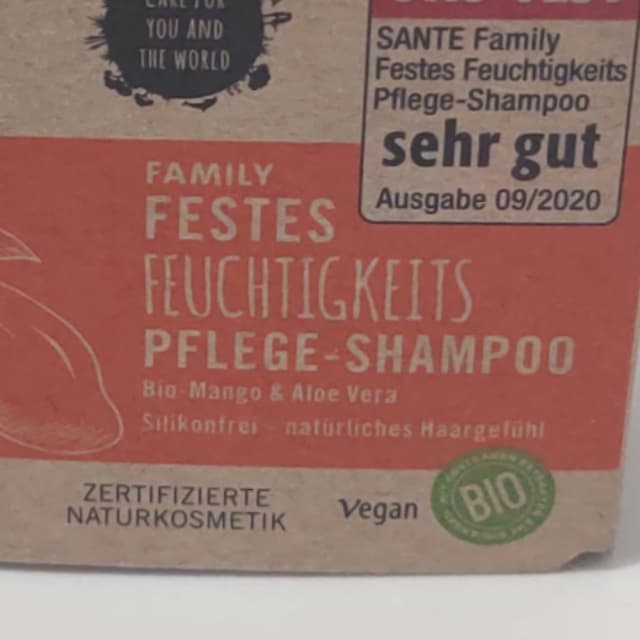 CARE FOR
YOU AND
THE WORLD
SANTE Family
Festes Feuchtigkeits
Pflege-Shampoo
sehr gut
Ausgabe 09/2020
FAMILY
FESTES
FEUCHTIGKEITS
PFLEGE-SHAMPOO
Bio-Mango & Aloe Vera
Silikonfrei - natürliches Haargefühl
ZERTIFIZIERTE
NATURKOSMETIK
Vegan
BIO